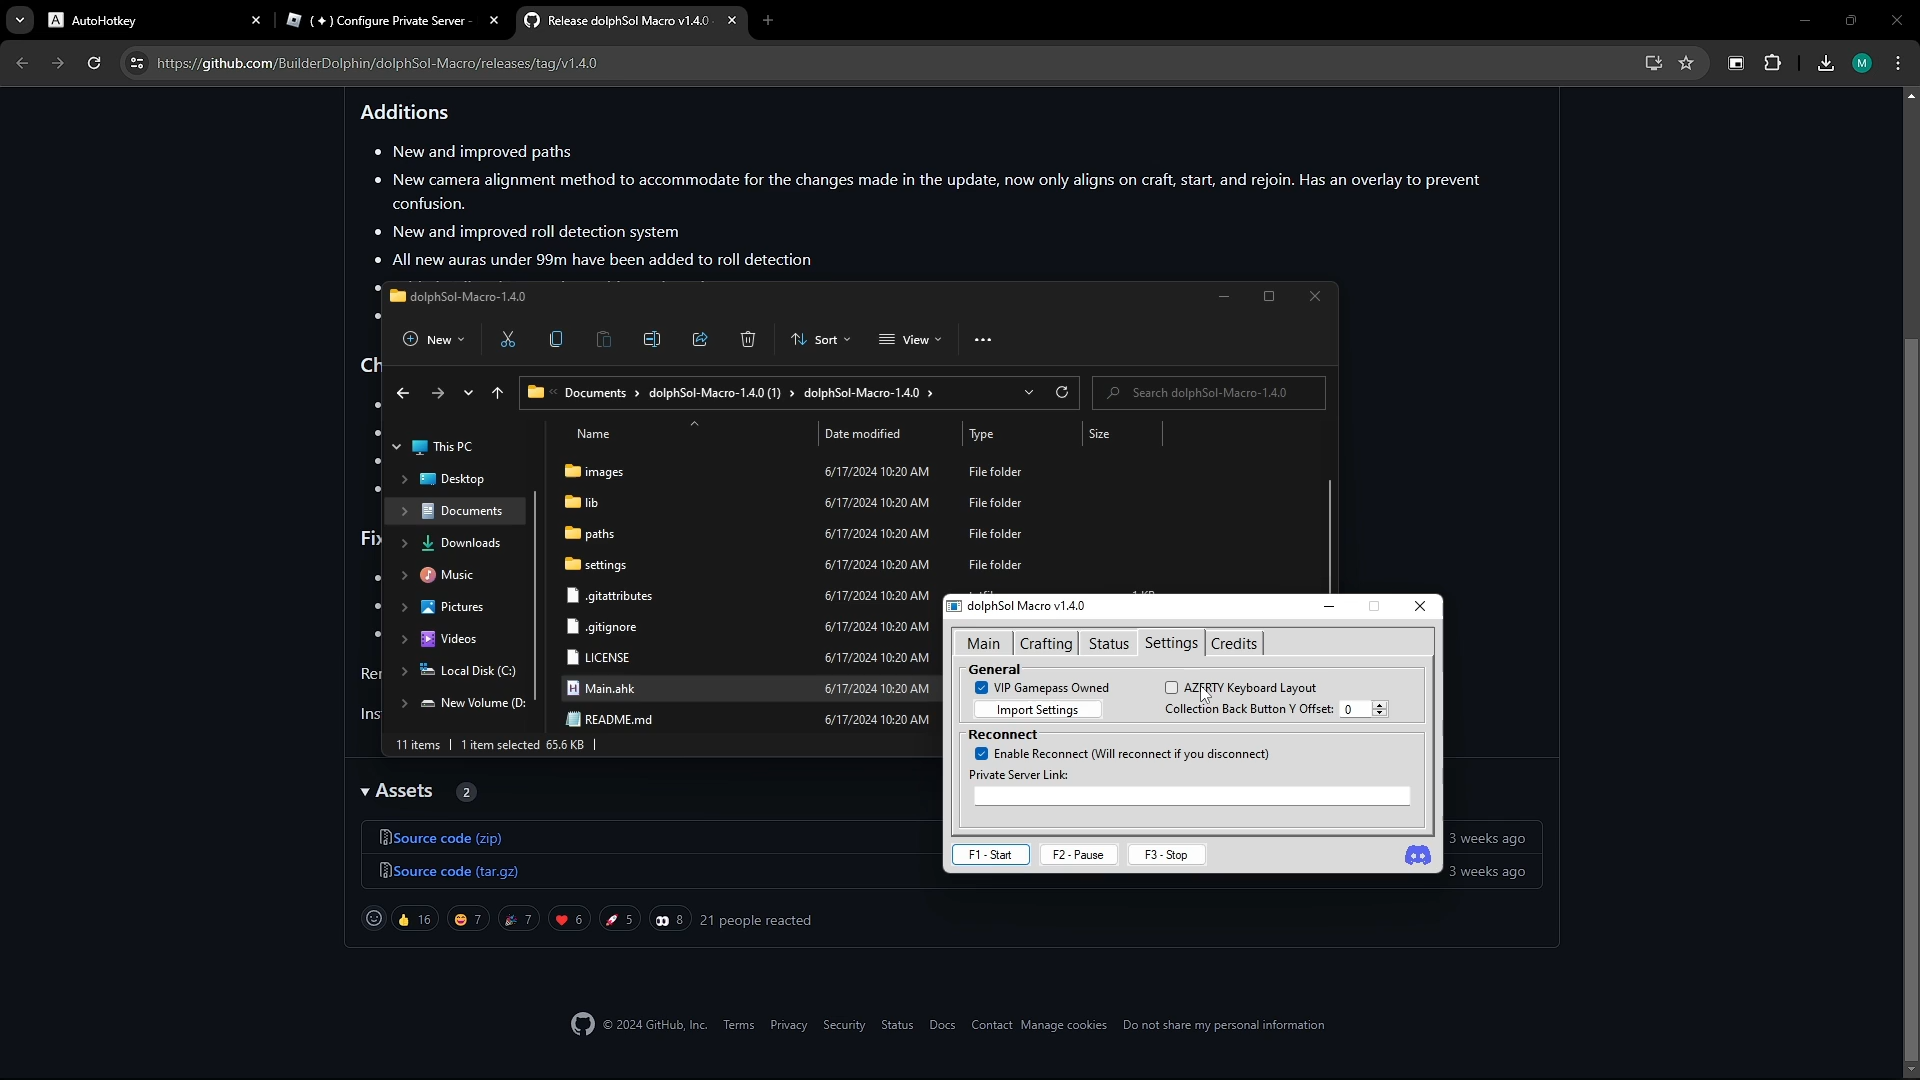 AutoHotkey
( ✦ ) Configure Private Server -
Release dolphSol Macro v1.4.0
https://github.com/BuilderDolphin/dolphSol-Macro/releases/tag/v1.4.0
M
Additions
New and improved paths
New camera alignment method to accommodate for the changes made in the update, now only aligns on craft, start, and rejoin. Has an overlay to prevent
confusion.
New and improved roll detection system
All new auras under 99m have been added to roll detection
dolphSol-Macro-1.4.0
New
Sort
View
Documents > dolphSol-Macro-1.4.0 (1) > dolphSol-Macro-1.4.0 >
Search dolphSol-Macro-1.4.0
Name Date modified Type Size
This PC
Desktop
Documents
Downloads
Music
Pictures
Videos
Local Disk (C:)
New Volume (D:
images 6/17/2024 10:20 AM File folder
lib 6/17/2024 10:20 AM File folder
paths 6/17/2024 10:20 AM File folder
settings 6/17/2024 10:20 AM File folder
.gitattributes 6/17/2024 10:20 AM
.gitignore 6/17/2024 10:20 AM
LICENSE 6/17/2024 10:20 AM
Main.ahk 6/17/2024 10:20 AM
README.md 6/17/2024 10:20 AM
11 items 1 item selected 65.6 KB
dolphSol Macro v1.4.0
Main Crafting Status Settings Credits
General
VIP Gamepass Owned
AZERTY Keyboard Layout
Import Settings
Collection Back Button Y Offset: 0
Reconnect
Enable Reconnect (Will reconnect if you disconnect)
Private Server Link:
F1 - Start F2 - Pause F3 - Stop
Assets 2
Source code (zip)
3 weeks ago
Source code (tar.gz)
3 weeks ago
16 7 7 6 5 8 21 people reacted
© 2024 GitHub, Inc. Terms Privacy Security Status Docs Contact Manage cookies Do not share my personal information